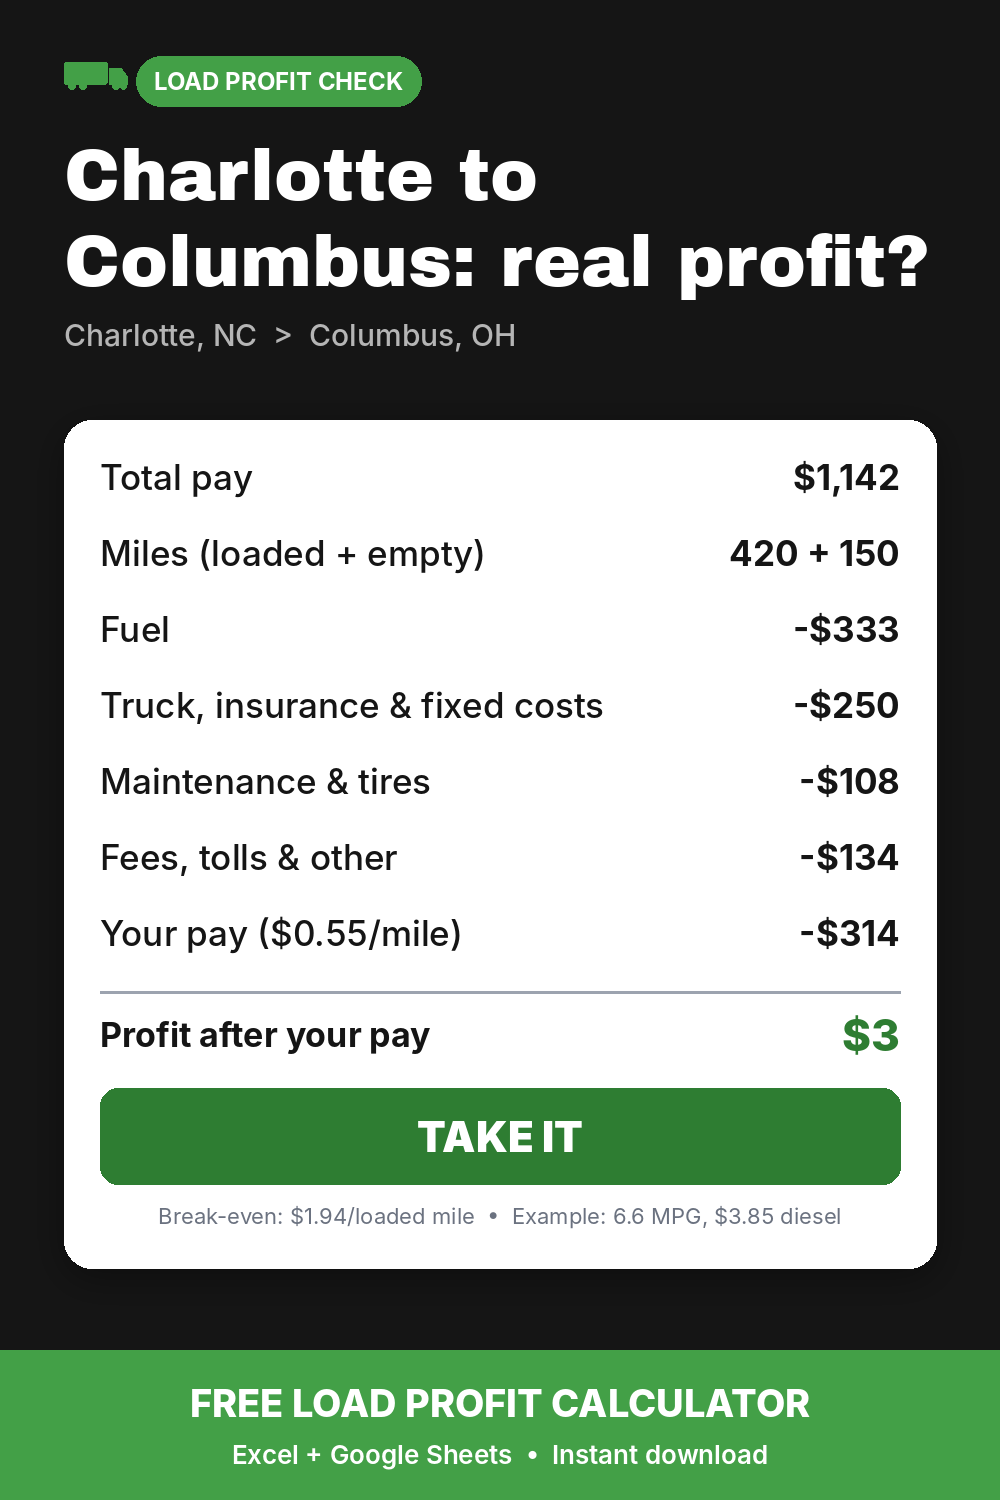 LOAD PROFIT CHECK
Charlotte to
Columbus: real profit?
Charlotte, NC > Columbus, OH
Total pay $1,142
Miles (loaded + empty) 420 + 150
Fuel -$333
Truck, insurance & fixed costs -$250
Maintenance & tires -$108
Fees, tolls & other -$134
Your pay ($0.55/mile) -$314
Profit after your pay $3
TAKE IT
Break-even: $1.94/loaded mile • Example: 6.6 MPG, $3.85 diesel
FREE LOAD PROFIT CALCULATOR
Excel + Google Sheets • Instant download